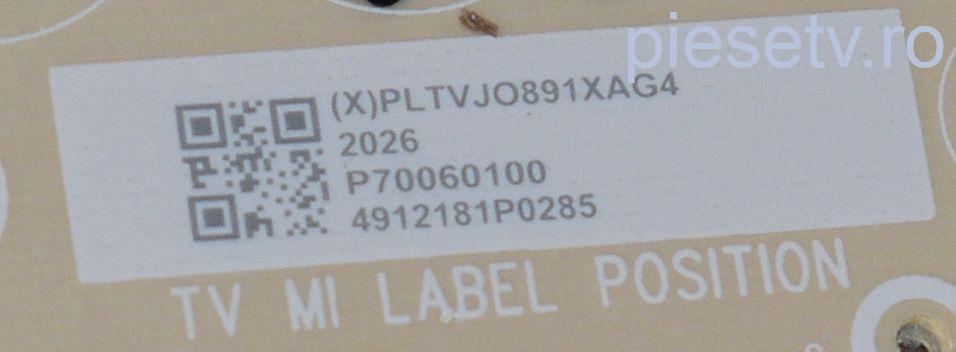 piesetv.ro
(X)PLTVJO891XAG4
2026
P70060100
4912181P0285
TV MI LABEL POSITION